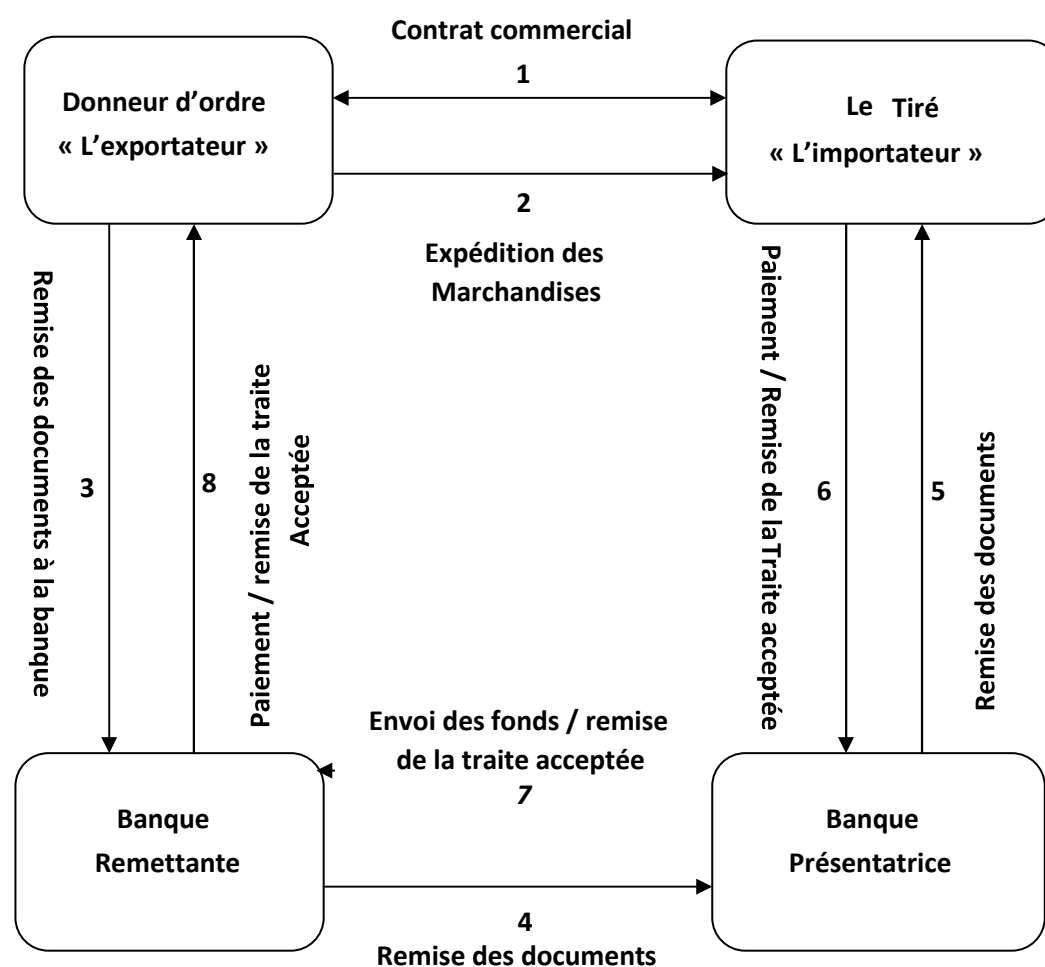 Contrat commercial
1
Donneur d’ordre
« L’exportateur »
Le Tiré
« L’importateur »
2
Expédition des
Marchandises
Remise des documents à la banque
3
8
Paiement / remise de la traite
Acceptée
Paiement / Remise de laTraite acceptée
6
5
Remise des documents
Envoi des fonds / remise
de la traite acceptée
7
Banque
Remettante
Banque
Présentatrice
4
Remise des documents